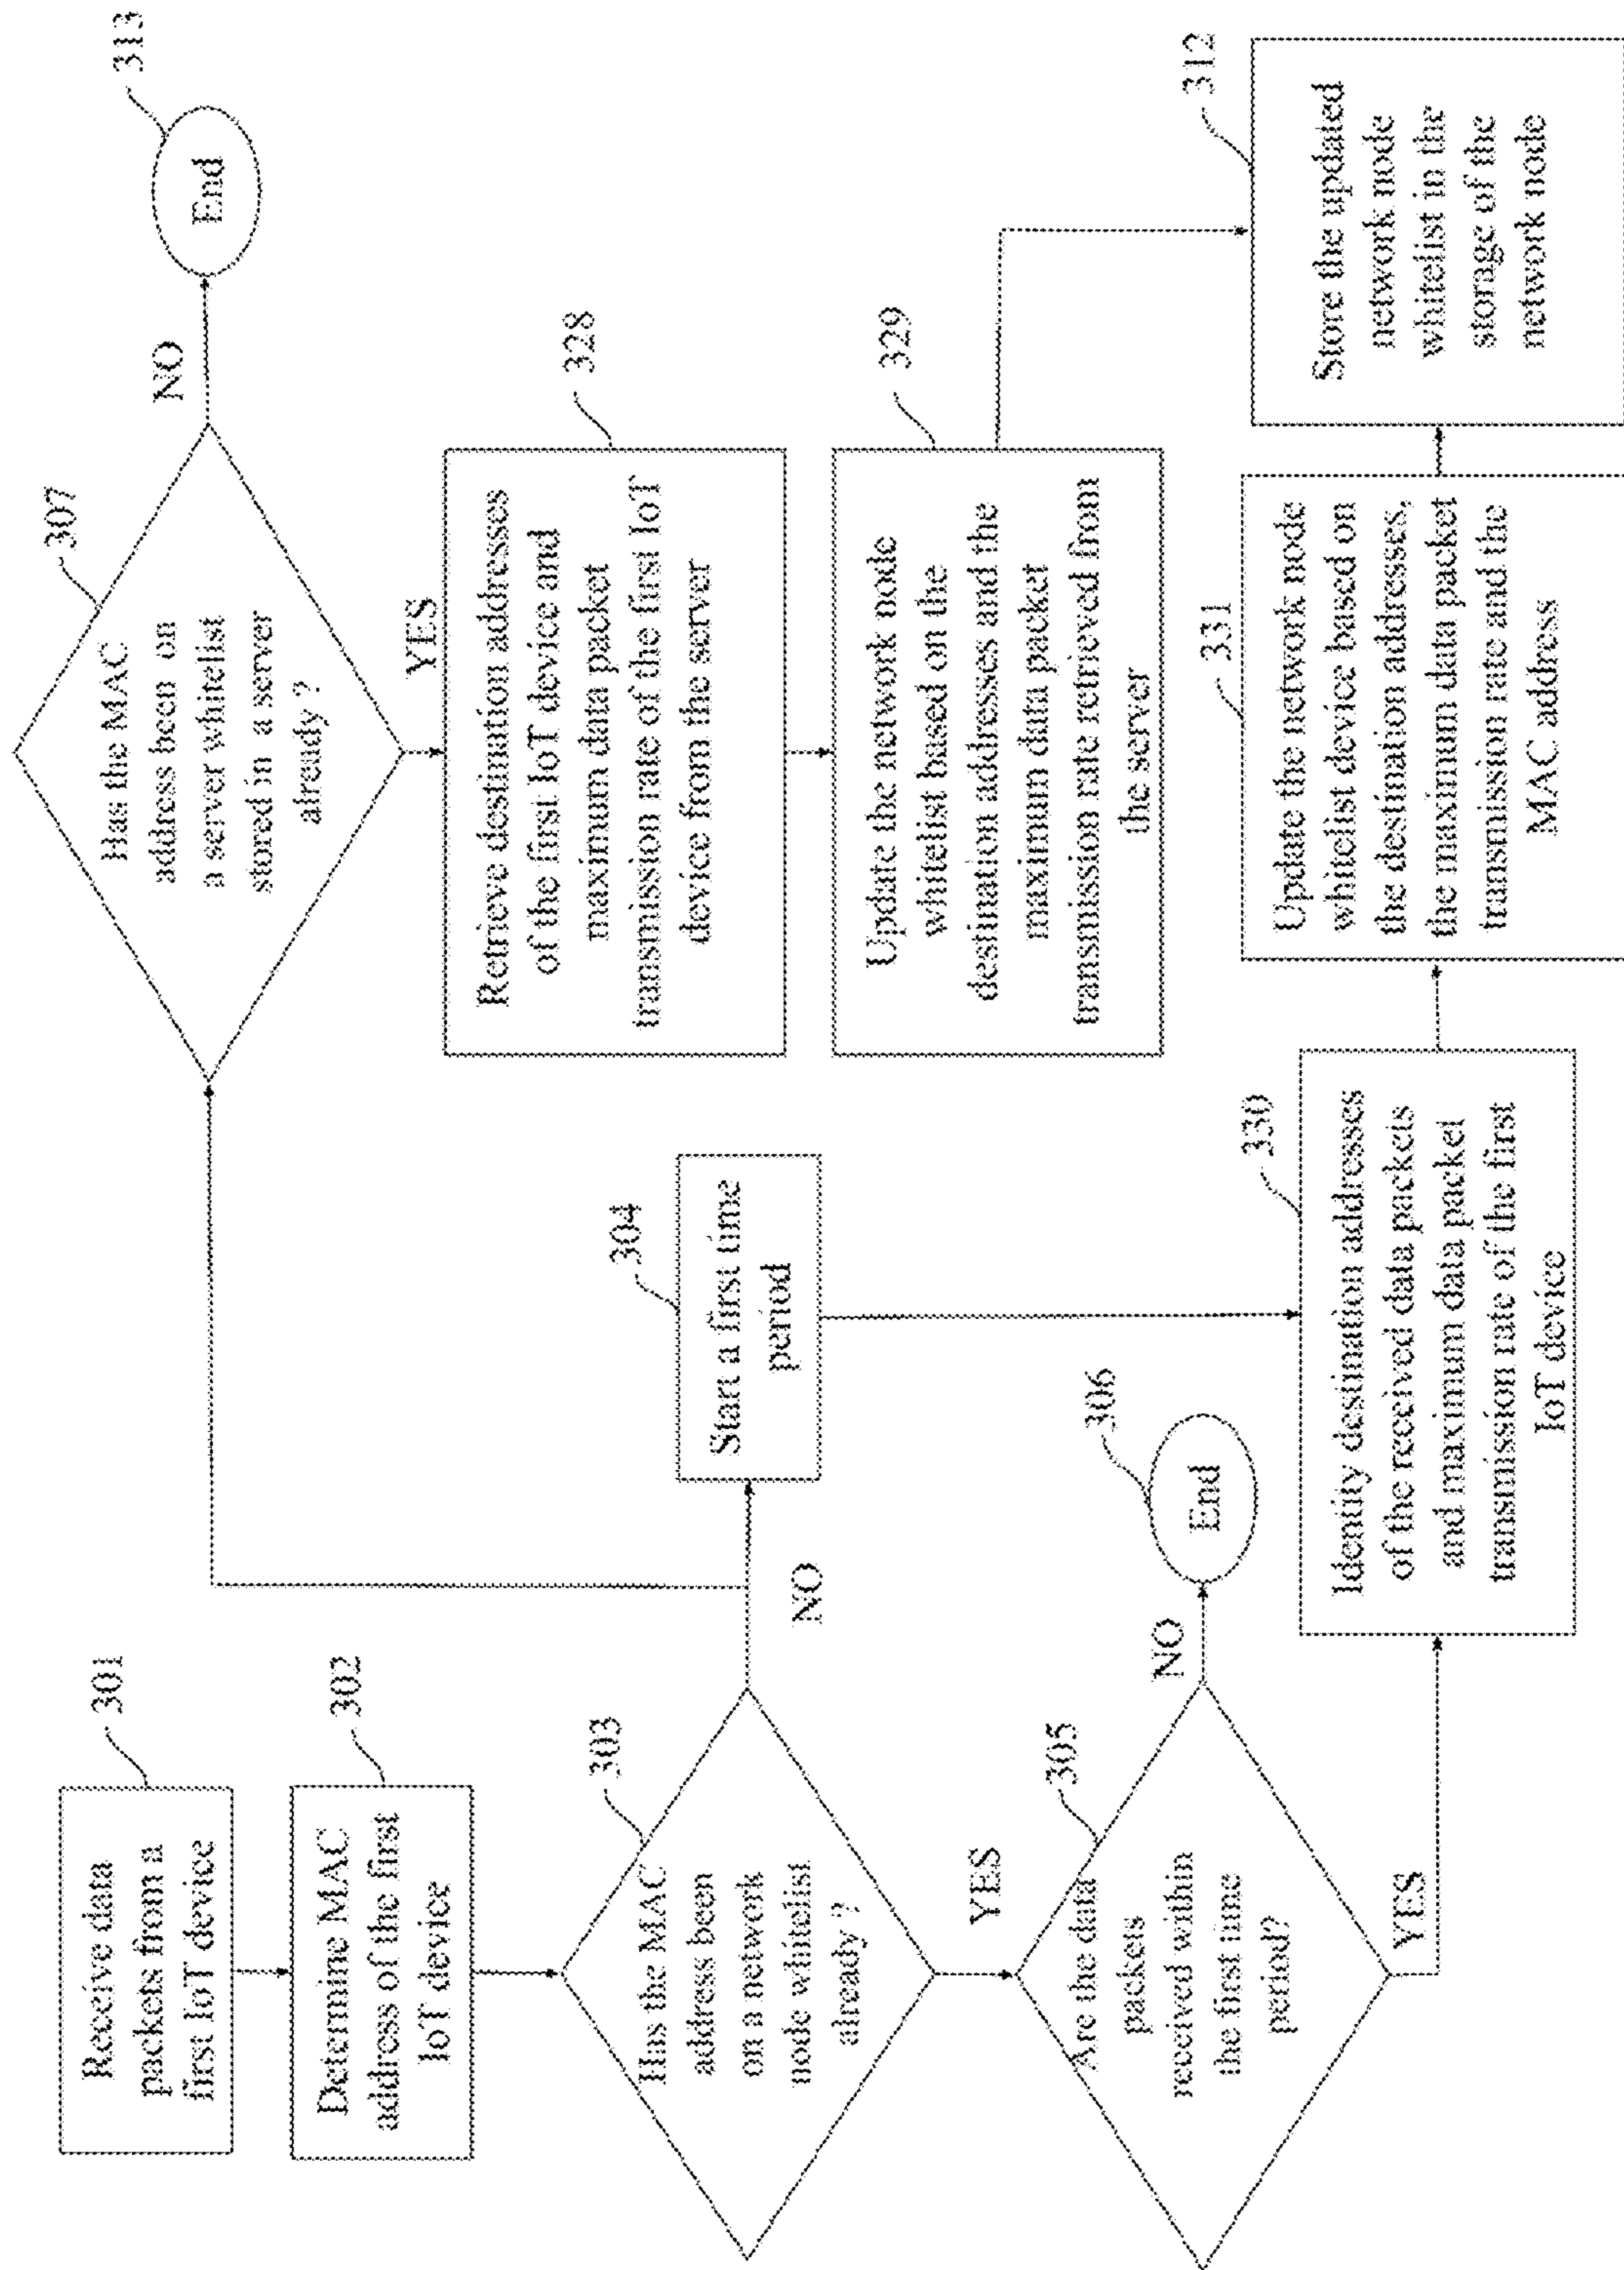 301
Receive data
packets from a
first IoT device
302
Determine MAC
address of the first
IoT device
303
Has the MAC
address been
on a network
node whitelist
already ?
NO
YES
304
Start a first time
period
305
Are the data
packets
received within
the first time
period?
NO
YES
306
End
307
Has the MAC
address been on
a server whitelist
stored in a server
already ?
NO
YES
313
End
328
Retrieve destination addresses
of the first IoT device and
maximum data packet
transmission rate of the first IoT
device from the server
329
Update the network node
whitelist based on the
destination addresses and the
maximum data packet
transmission rate retrieved from
the server
330
Identity destination addresses
of the received data packets
and maximum data packet
transmission rate of the first
IoT device
331
Update the network node
whitelist device based on
the destination addresses,
the maximum data packet
transmission rate and the
MAC address
312
Store the updated
network node
whitelist in the
storage of the
network node